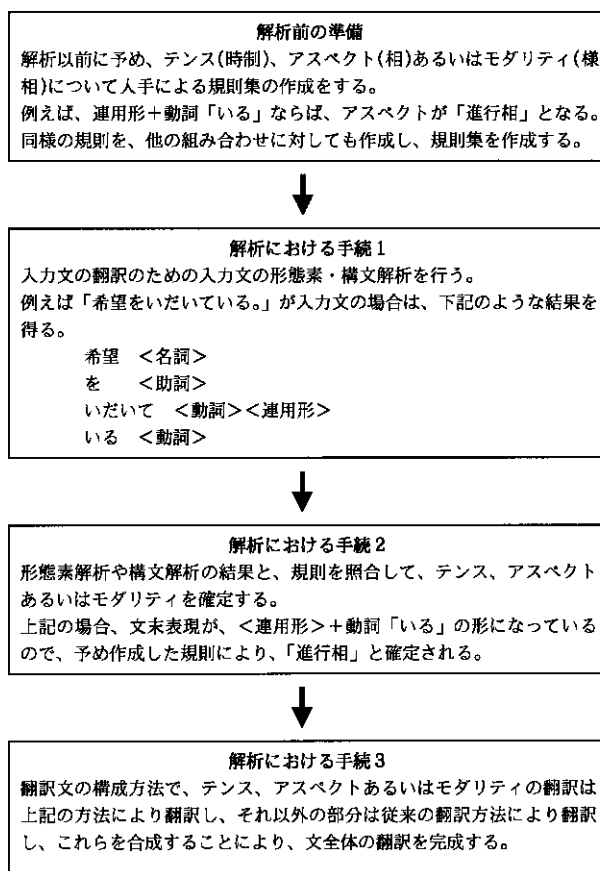 解析前の準備
解析以前に予め、テンス(時制)、アスペクト(相)あるいはモダリティ(様
相)について人手による規則集の作成をする。
例えば、連用形＋動詞「いる」ならば、アスペクトが「進行相」となる。
同様の規則を、他の組み合わせに対しても作成し、規則集を作成する。
解析における手続1
入力文の翻訳のための入力文の形態素・構文解析を行う。
例えば「希望をいだいている。」が入力文の場合は、下記のような結果を
得る。
希望　＜名詞＞
を　＜助詞＞
いだいて　＜動詞＞＜連用形＞
いる　＜動詞＞
解析における手続2
形態素解析や構文解析の結果と、規則を照合して、テンス、アスペクト
あるいはモダリティを確定する。
上記の場合、文末表現が、＜連用形＞＋動詞「いる」の形になっている
ので、予め作成した規則により、「進行相」と確定される。
解析における手続3
翻訳文の構成方法で、テンス、アスペクトあるいはモダリティの翻訳は
上記の方法により翻訳し、それ以外の部分は従来の翻訳方法により翻訳
し、これらを合成することにより、文全体の翻訳を完成する。